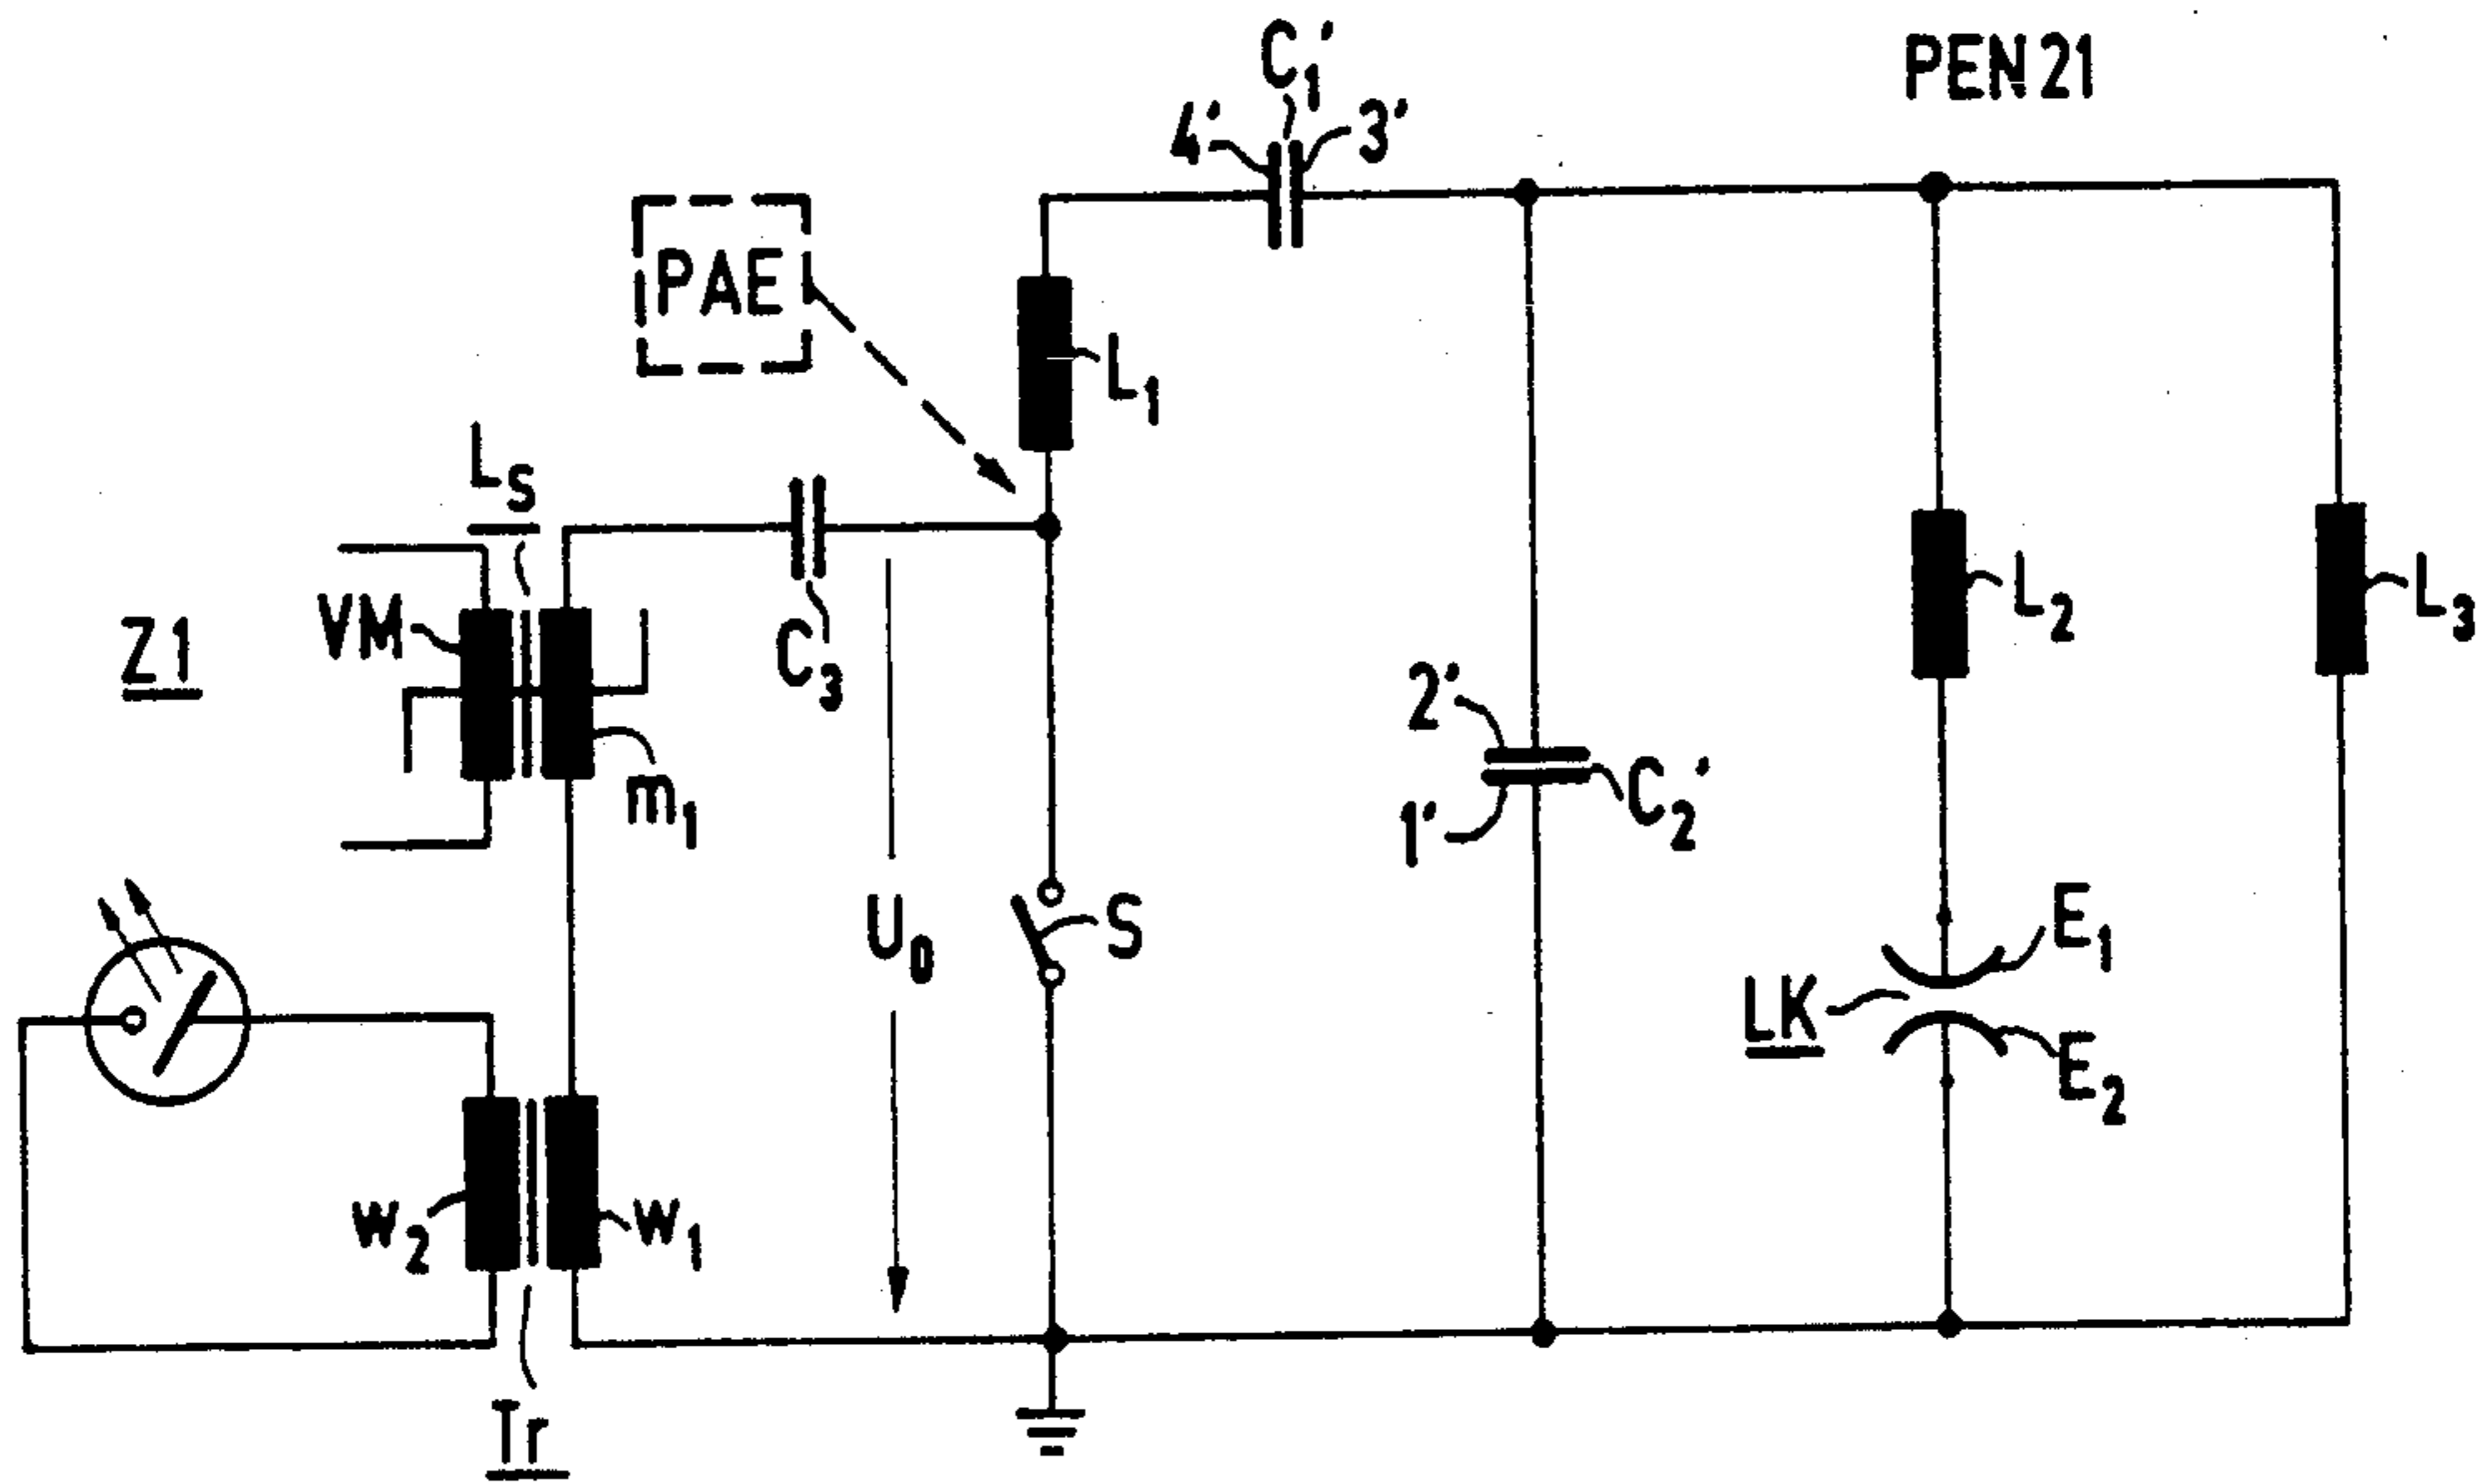 C₁'
PEN 21
4'
3'
PAE
L₁
L_S
VM
Z1
C₃
m₁
L₂
L₃
2'
1'
C₂'
U₀
S
E₁
LK
E₂
w₂
w₁
Tr